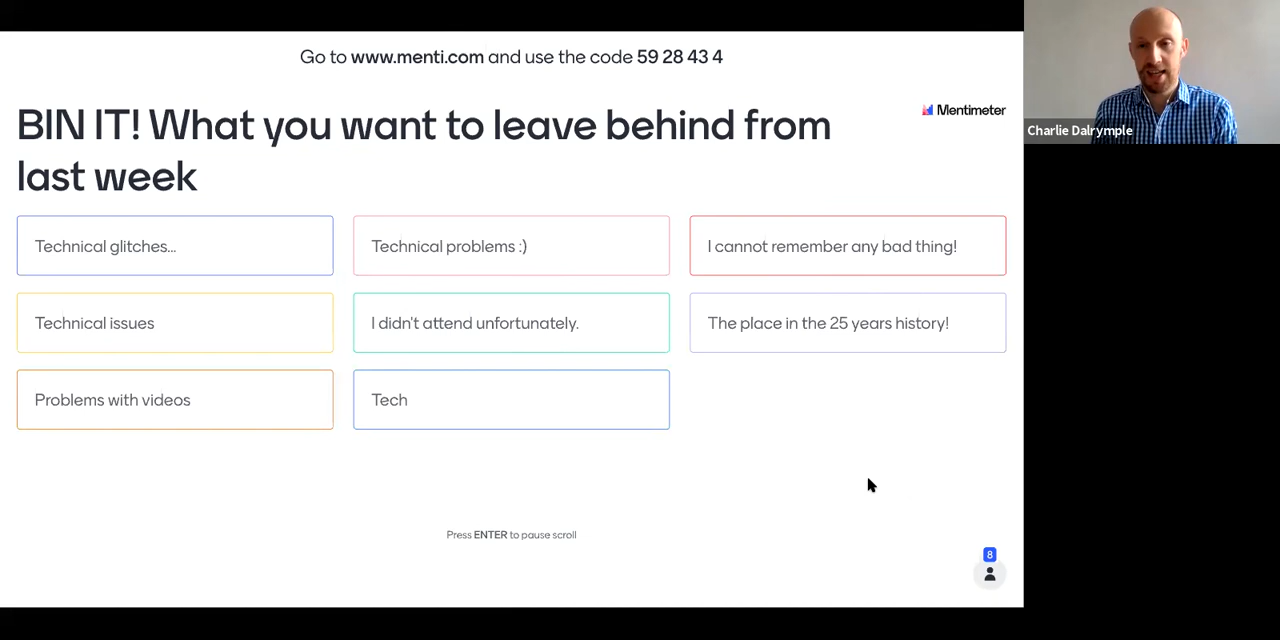 Go to www.menti.com and use the code 59 28 43 4
BIN IT! What you want to leave behind from
last week
Mentimeter
Charlie Dalrymple
Technical glitches...
Technical problems :)
I cannot remember any bad thing!
Technical issues
I didn't attend unfortunately.
The place in the 25 years history!
Problems with videos
Tech
Press ENTER to pause scroll
8